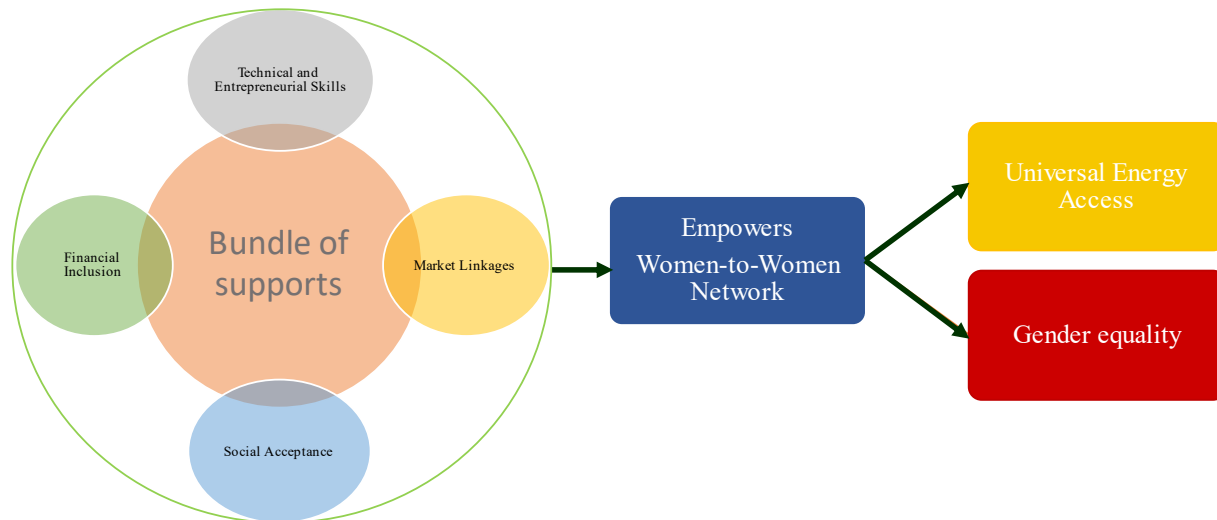 Technical and
Entrepreneurial Skills
Financial
Inclusion
Bundle of
supports
Market Linkages
Social Acceptance
Empowers
Women-to-Women
Network
Universal Energy
Access
Gender equality